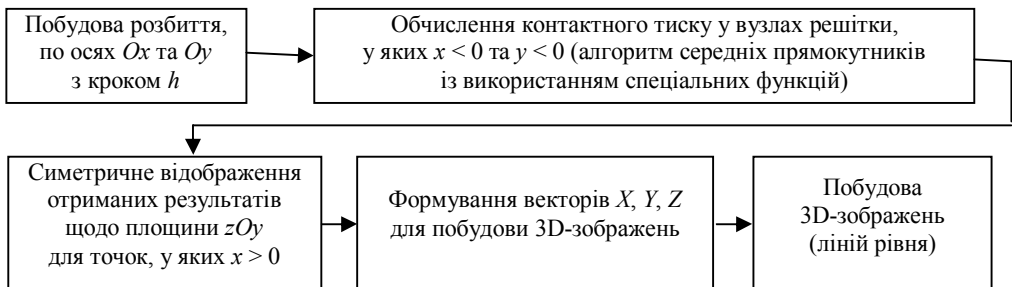 Побудова розбиття,
по осях Ox та Oy
з кроком h
Обчислення контактного тиску у вузлах решітки,
у яких x < 0 та y < 0 (алгоритм середніх прямокутників
із використанням спеціальних функцій)
Симетричне відображення
отриманих результатів
щодо площини zOy
для точок, у яких x > 0
Формування векторів X, Y, Z
для побудови 3D-зображень
Побудова
3D-зображень
(ліній рівня)